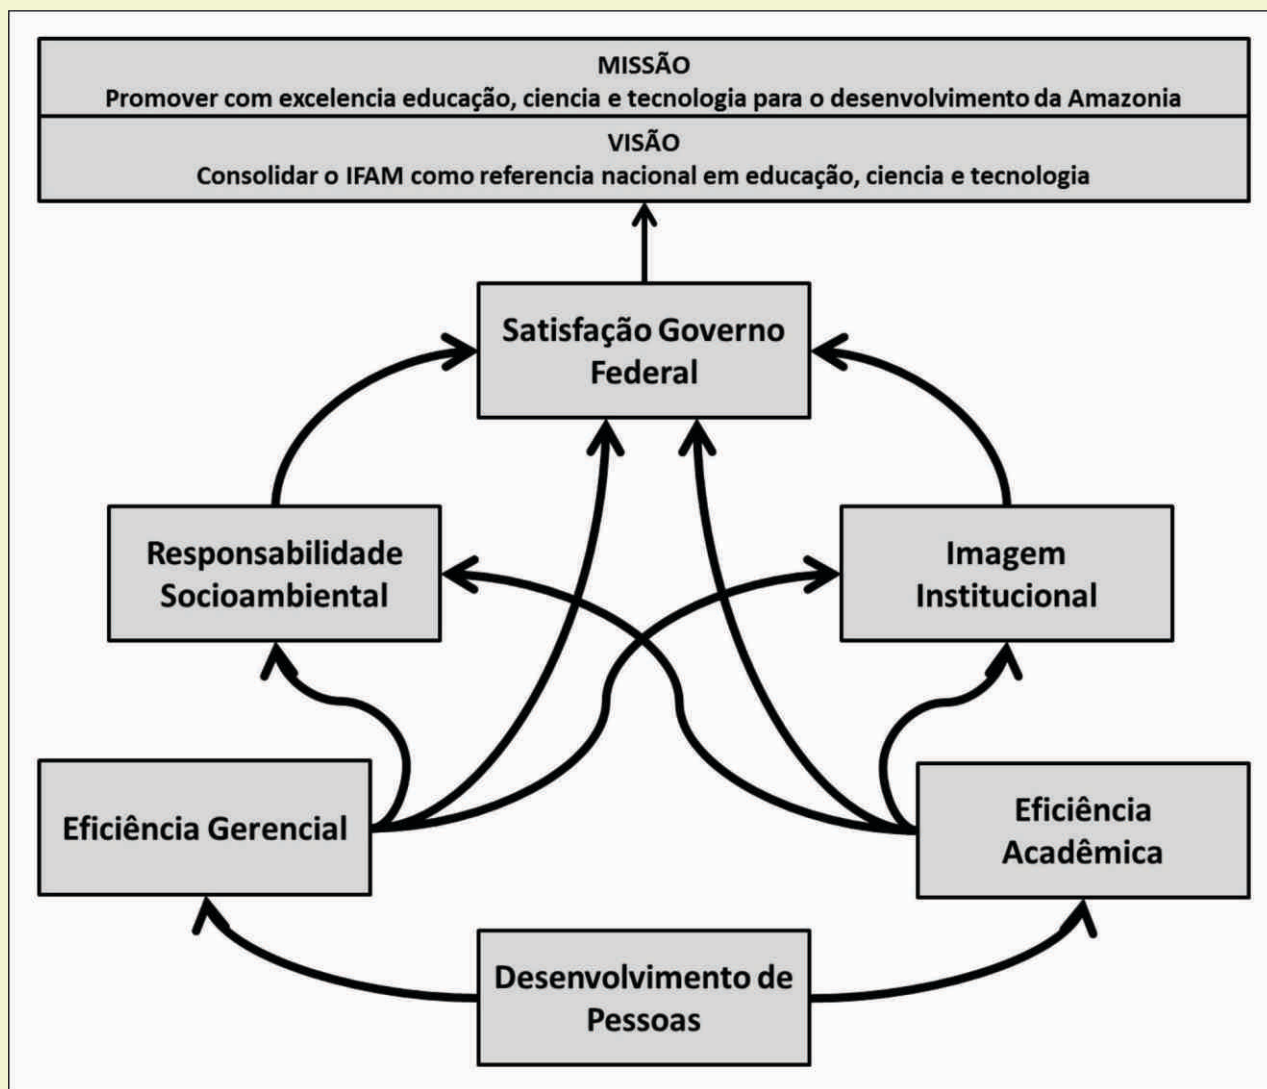 MISSÃO
Promover com excelencia educação, ciencia e tecnologia para o desenvolvimento da Amazonia
VISÃO
Consolidar o IFAM como referencia nacional em educação, ciencia e tecnologia
Satisfação Governo
Federal
Responsabilidade
Socioambiental
Imagem
Institucional
Eficiência Gerencial
Eficiência
Acadêmica
Desenvolvimento de
Pessoas